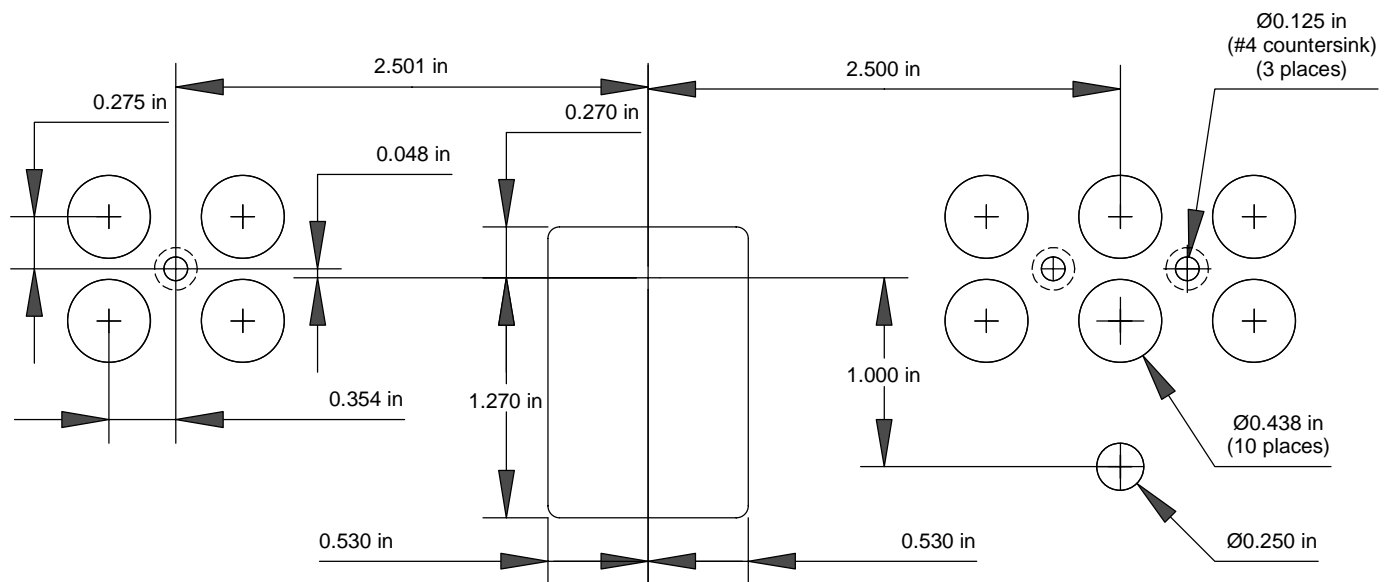 Ø0.125 in
(#4 countersink)
(3 places)
2.501 in
2.500 in
0.275 in
0.270 in
0.048 in
1.000 in
0.354 in
1.270 in
Ø0.438 in
(10 places)
0.530 in
0.530 in
Ø0.250 in